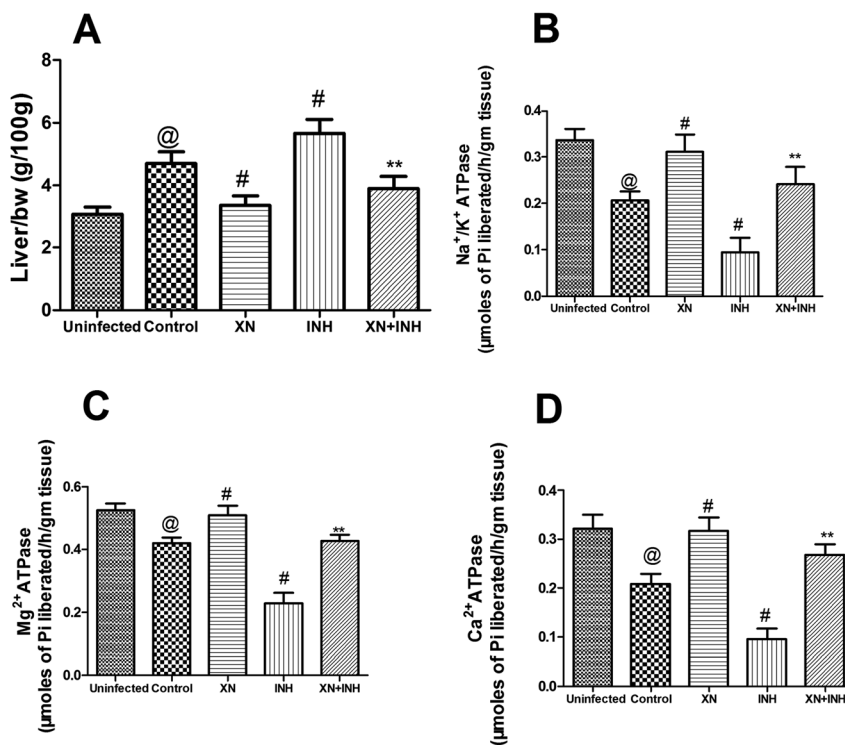 A
Liver/bw (g/100g)
8
6
4
2
0
@
#
#
**
Uninfected Control XN INH XN+INH
B
Na⁺/K⁺ ATPase
(µmoles of Pi liberated/h/gm tissue)
0.4
0.3
0.2
0.1
0.0
@
#
#
**
Uninfected Control XN INH XN+INH
C
Mg²⁺ATPase
(µmoles of Pi liberated/h/gm tissue)
0.6
0.4
0.2
0.0
@
#
#
**
Uninfected Control XN INH XN+INH
D
Ca²⁺ATPase
(µmoles of Pi liberated/h/gm tissue)
0.4
0.3
0.2
0.1
0.0
@
#
#
**
Uninfected Control XN INH XN+INH